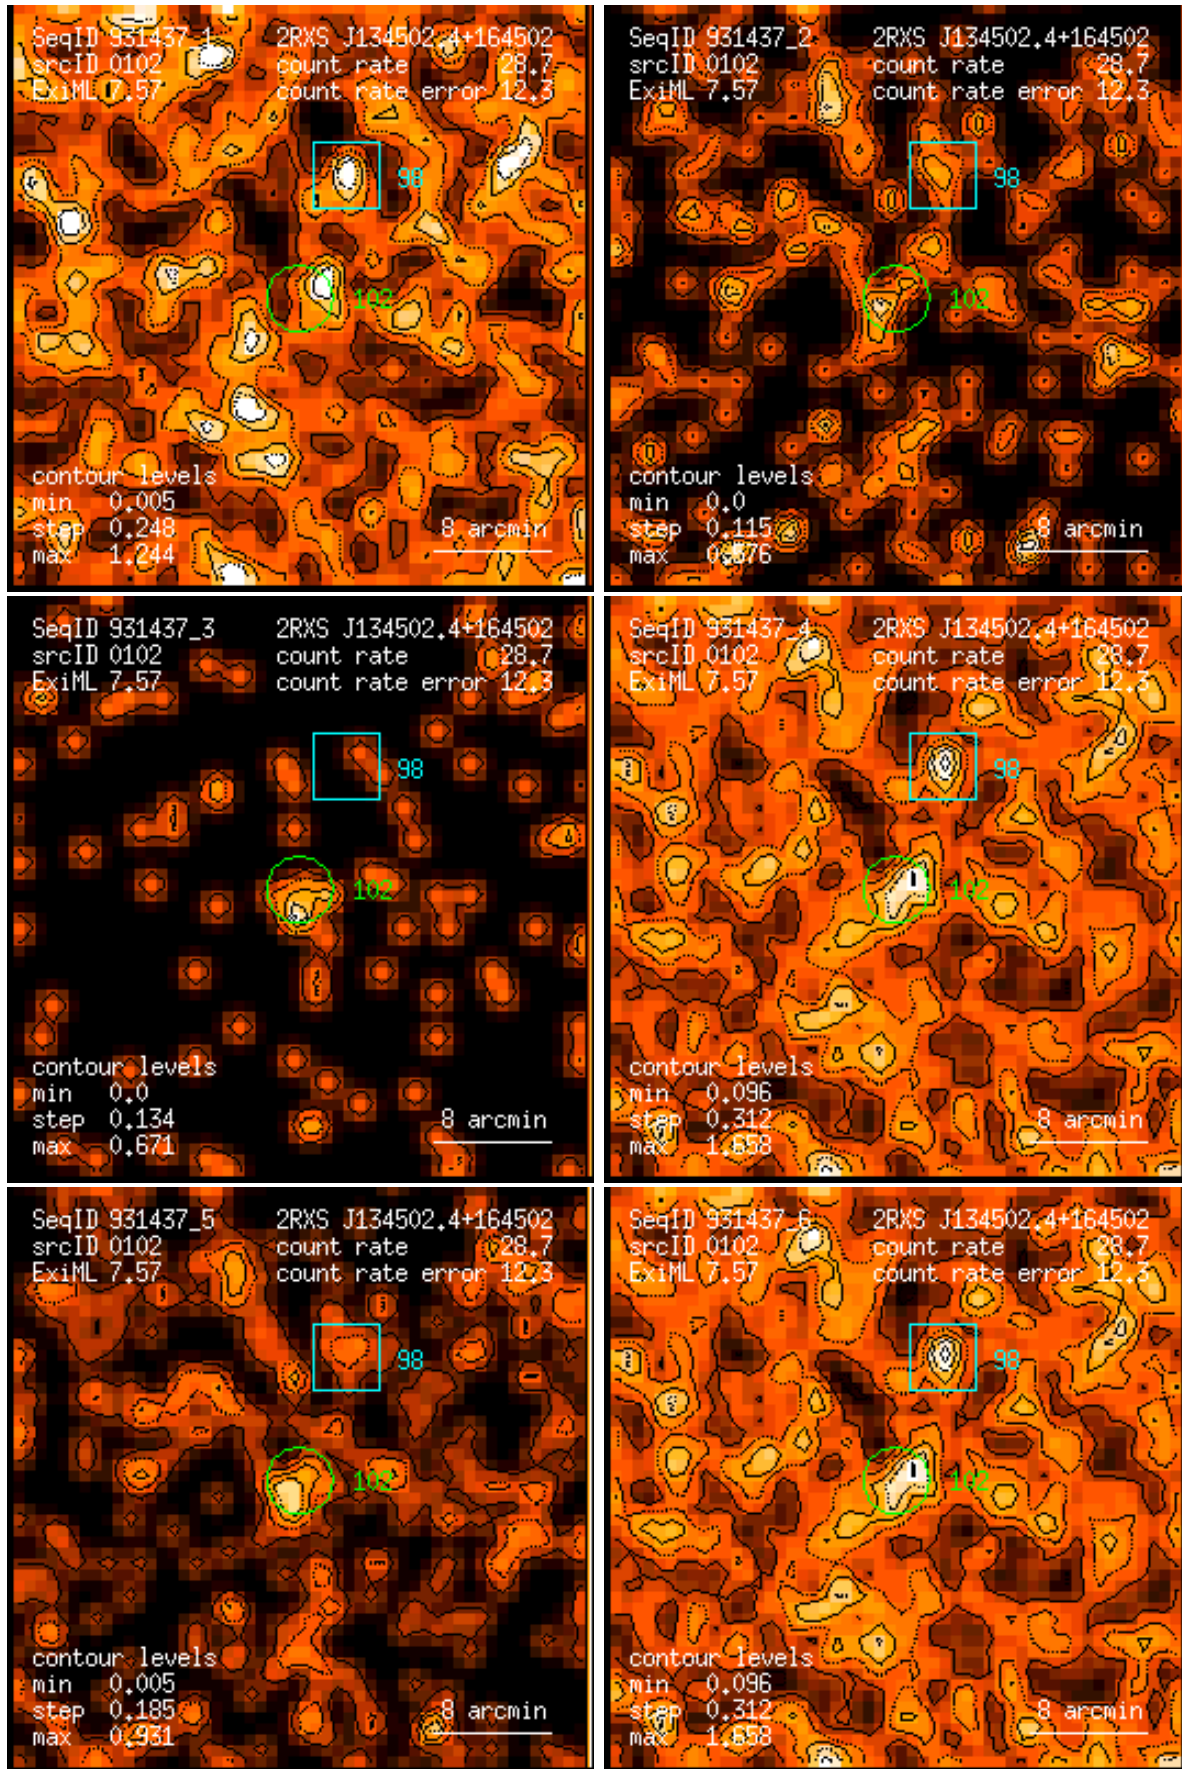 SeqID 931437_1 2RXS J134502.4+164502
srcID 0102 count rate 28.7
ExiML 7.57 count rate error 12.3
98
102
contour levels
min 0.005
step 0.248 8 arcmin
max 1.244
SeqID 931437_2 2RXS J134502.4+164502
srcID 0102 count rate 28.7
ExiML 7.57 count rate error 12.3
98
102
contour levels
min 0.0
step 0.115 8 arcmin
max 0.576
SeqID 931437_3 2RXS J134502.4+164502
srcID 0102 count rate 28.7
ExiML 7.57 count rate error 12.3
98
102
contour levels
min 0.0
step 0.134 8 arcmin
max 0.671
SeqID 931437_4 2RXS J134502.4+164502
srcID 0102 count rate 28.7
ExiML 7.57 count rate error 12.3
98
102
contour levels
min 0.096
step 0.312 8 arcmin
max 1.658
SeqID 931437_5 2RXS J134502.4+164502
srcID 0102 count rate 28.7
ExiML 7.57 count rate error 12.3
98
102
contour levels
min 0.005
step 0.185 8 arcmin
max 0.931
SeqID 931437_6 2RXS J134502.4+164502
srcID 0102 count rate 28.7
ExiML 7.57 count rate error 12.3
98
102
contour levels
min 0.096
step 0.312 8 arcmin
max 1.658